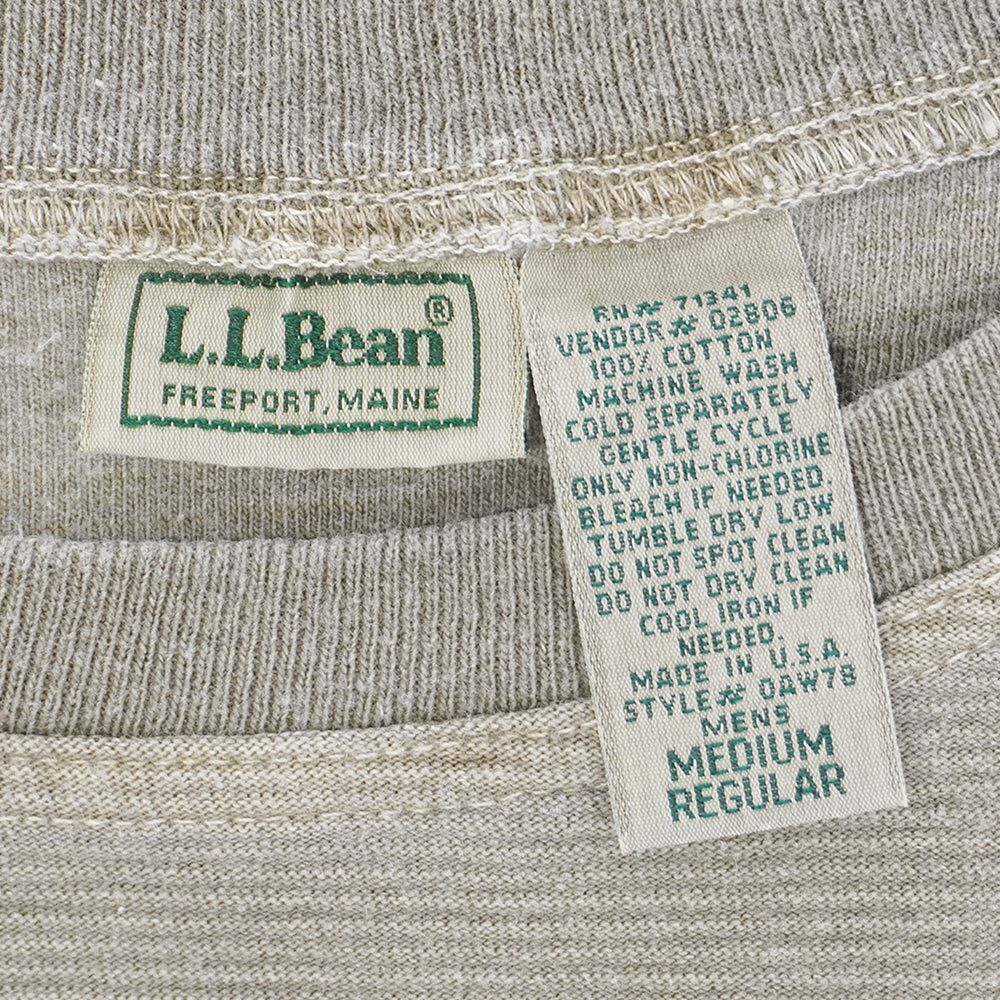 L.L.Bean®
FREEPORT, MAINE
RN# 71341
VENDOR # 02806
100% COTTON
MACHINE WASH
COLD SEPARATELY
GENTLE CYCLE
ONLY NON-CHLORINE
BLEACH IF NEEDED.
TUMBLE DRY LOW
DO NOT SPOT CLEAN
DO NOT DRY CLEAN
COOL IRON IF
NEEDED.
MADE IN U.S.A.
STYLE# OAW78
MENS
MEDIUM
REGULAR